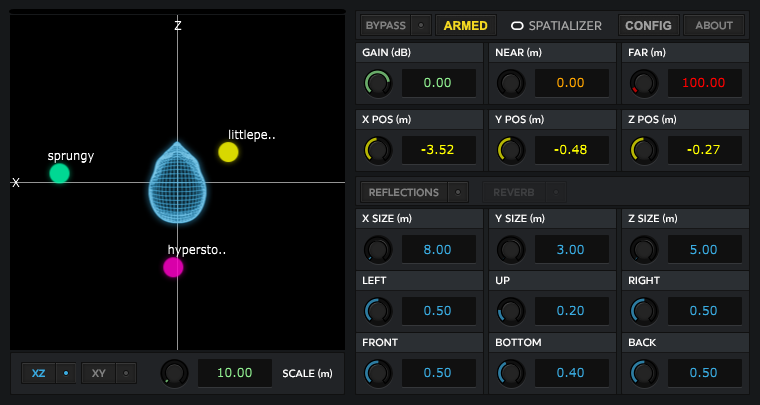 Z
X
sprungy
littlepe..
hypersto..
XZ
XY
10.00
SCALE (m)
BYPASS
ARMED
SPATIALIZER
CONFIG
ABOUT
GAIN (dB)
NEAR (m)
FAR (m)
0.00
0.00
100.00
X POS (m)
Y POS (m)
Z POS (m)
-3.52
-0.48
-0.27
REFLECTIONS
REVERB
X SIZE (m)
Y SIZE (m)
Z SIZE (m)
8.00
3.00
5.00
LEFT
UP
RIGHT
0.50
0.20
0.50
FRONT
BOTTOM
BACK
0.50
0.40
0.50